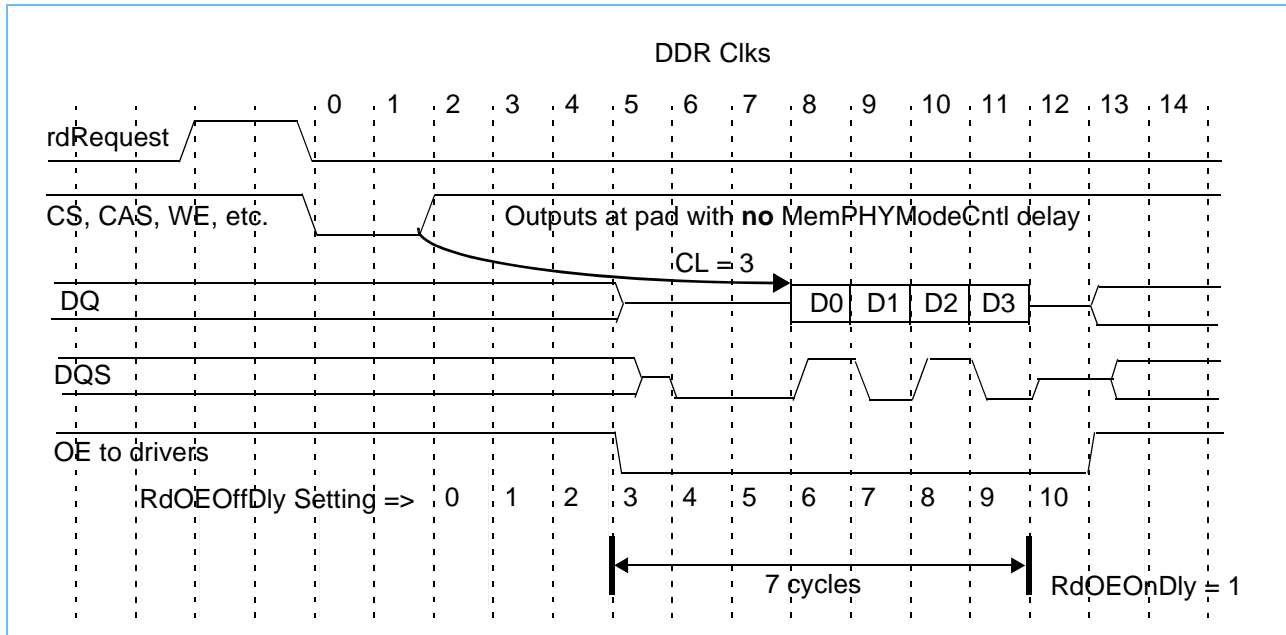 DDR Clks
0 1 2 3 4 5 6 7 8 9 10 11 12 13 14
rdRequest
CS, CAS, WE, etc.
Outputs at pad with no MemPHYModeCntl delay
CL = 3
DQ
D0 D1 D2 D3
DQS
OE to drivers
RdOEOffDly Setting => 0 1 2 3 4 5 6 7 8 9 10
7 cycles
RdOEOnDly = 1